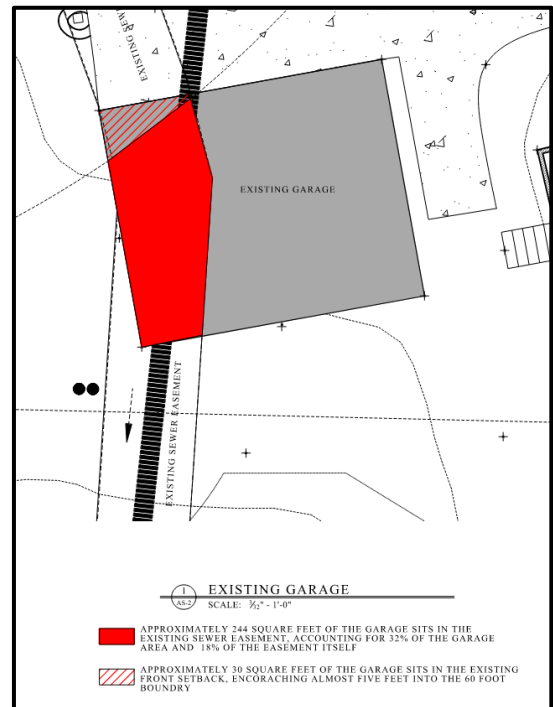 EXISTING SEWER
EXISTING GARAGE
EXISTING SEWER EASEMENT
1
AS-2
EXISTING GARAGE
SCALE: 3/32" - 1'-0"
APPROXIMATELY 244 SQUARE FEET OF THE GARAGE SITS IN THE
EXISTING SEWER EASEMENT, ACCOUNTING FOR 32% OF THE GARAGE
AREA AND 18% OF THE EASEMENT ITSELF
APPROXIMATELY 30 SQUARE FEET OF THE GARAGE SITS IN THE EXISTING
FRONT SETBACK, ENCORACHING ALMOST FIVE FEET INTO THE 60 FOOT
BOUNDRY